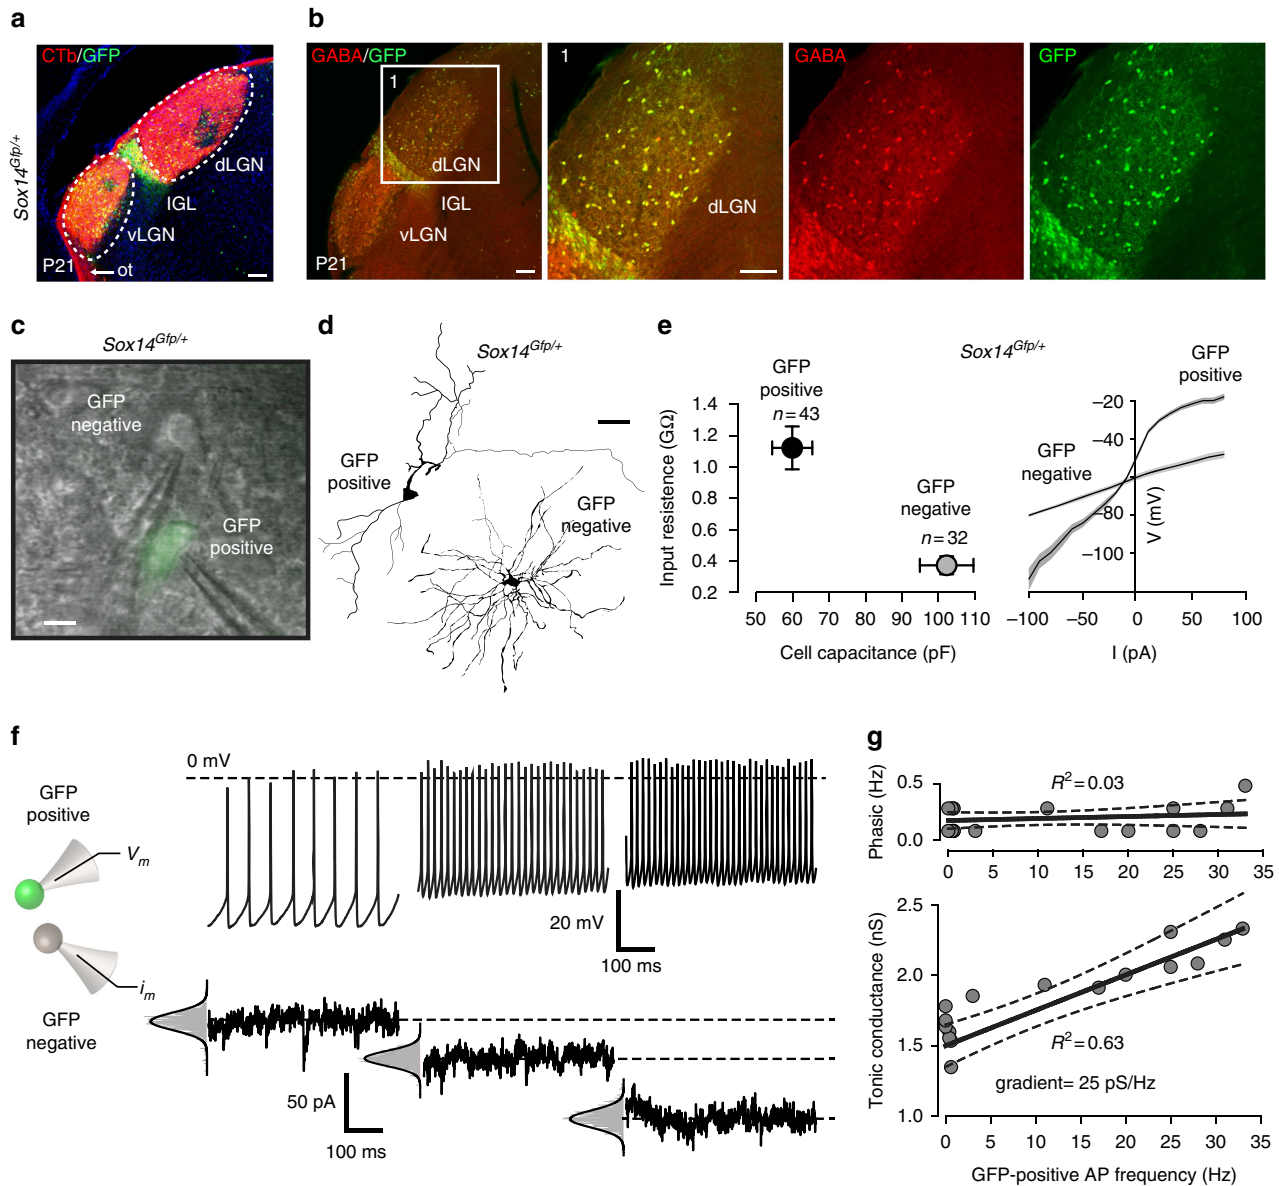 a
CTb/GFP
Sox14Gfp/+
dLGN
IGL
vLGN
P21
ot
b
GABA/GFP
1
dLGN
IGL
vLGN
P21
1
dLGN
GABA
GFP
c
Sox14Gfp/+
GFP
negative
GFP
positive
d
Sox14Gfp/+
GFP
positive
GFP
negative
e
Sox14Gfp/+
GFP
positive
n=43
GFP
negative
n=32
Input resistence (GΩ)
1.4
1.2
1.0
0.8
0.6
0.4
0.2
50 60 70 80 90 100 110
Cell capacitance (pF)
GFP
positive
GFP
negative
–20
–40
–80
–100
V (mV)
–100 –50 0 50 100
I (pA)
f
GFP
positive
Vm
im
GFP
negative
0 mV
20 mV
100 ms
50 pA
100 ms
g
Phasic (Hz)
0.5
0.0
R2=0.03
0 5 10 15 20 25 30 35
Tonic conductance (nS)
2.5
2.0
1.5
1.0
R2=0.63
gradient= 25 pS/Hz
0 5 10 15 20 25 30 35
GFP-positive AP frequency (Hz)